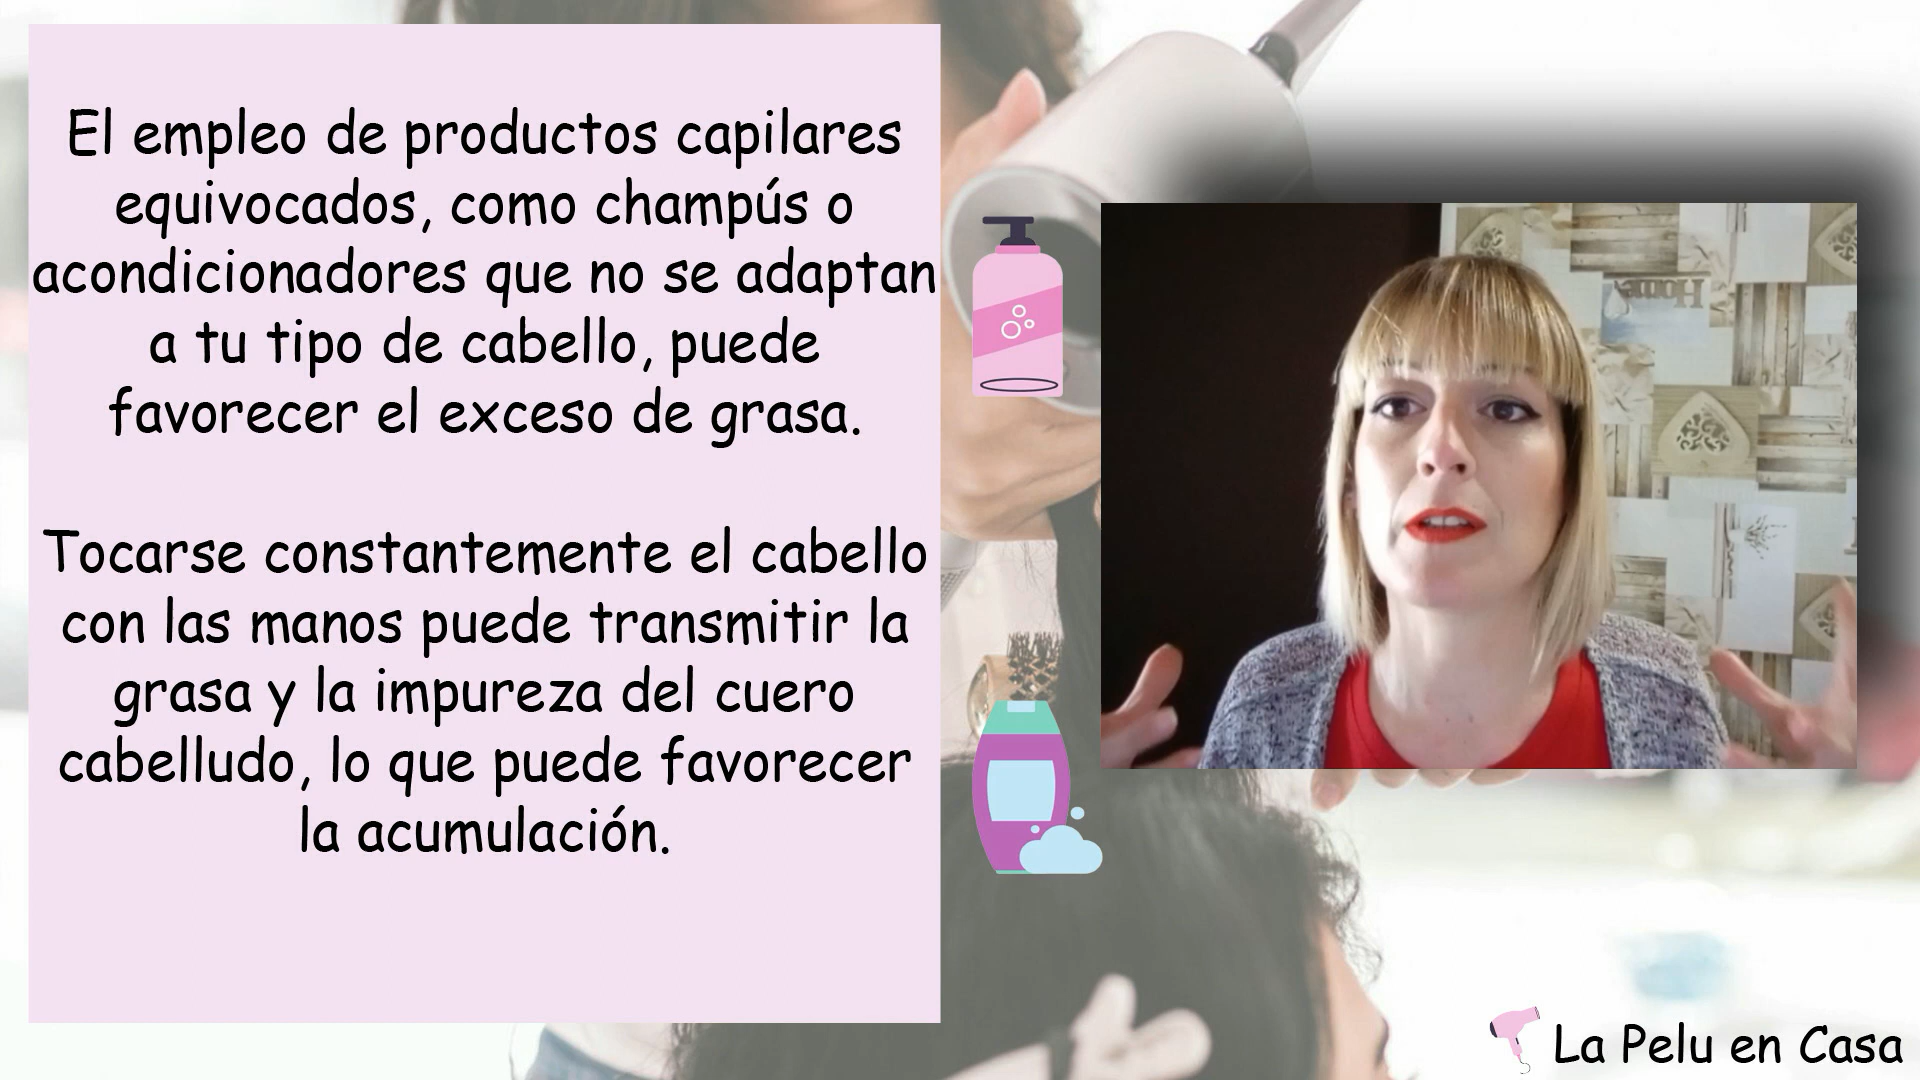 El empleo de productos capilares
equivocados, como champús o
acondicionadores que no se adaptan
a tu tipo de cabello, puede
favorecer el exceso de grasa.
Tocarse constantemente el cabello
con las manos puede transmitir la
grasa y la impureza del cuero
cabelludo, lo que puede favorecer
la acumulación.
La Pelu en Casa